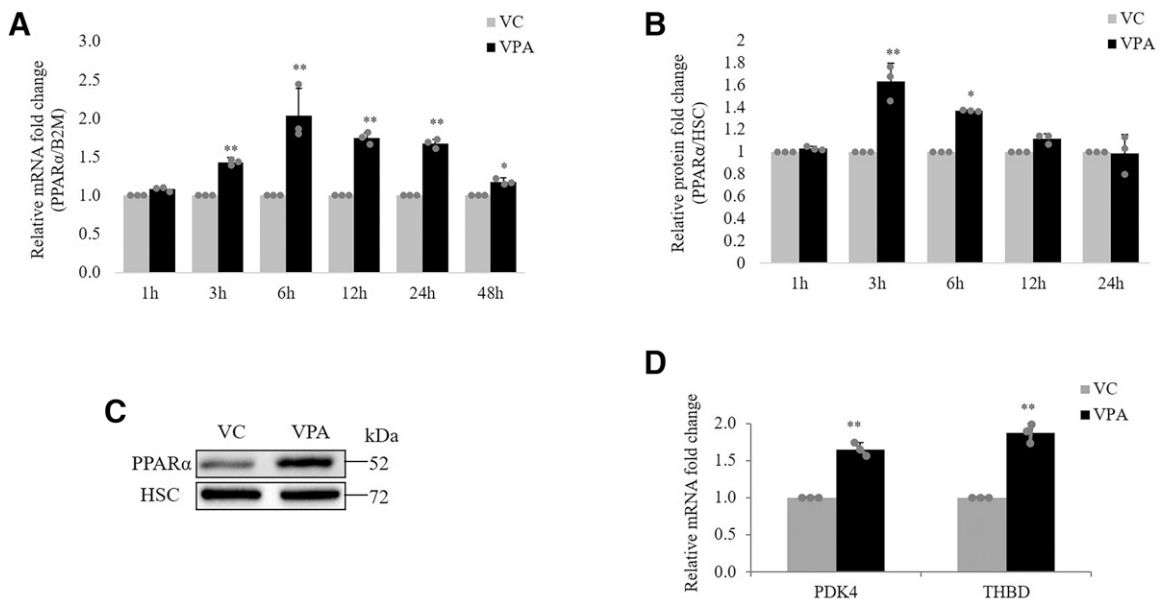 A
VC
VPA
Relative mRNA fold change
(PPARα/B2M)
3.0
2.5
2.0
1.5
1.0
0.5
0.0
**
**
**
**
*
1h
3h
6h
12h
24h
48h
B
VC
VPA
Relative protein fold change
(PPARα/HSC)
2
1.8
1.6
1.4
1.2
1
0.8
0.6
0.4
0.2
0
**
*
1h
3h
6h
12h
24h
C
VC VPA kDa
PPARα 52
HSC 72
D
VC
VPA
Relative mRNA fold change
2.0
1.5
1.0
0.5
0.0
**
**
PDK4
THBD